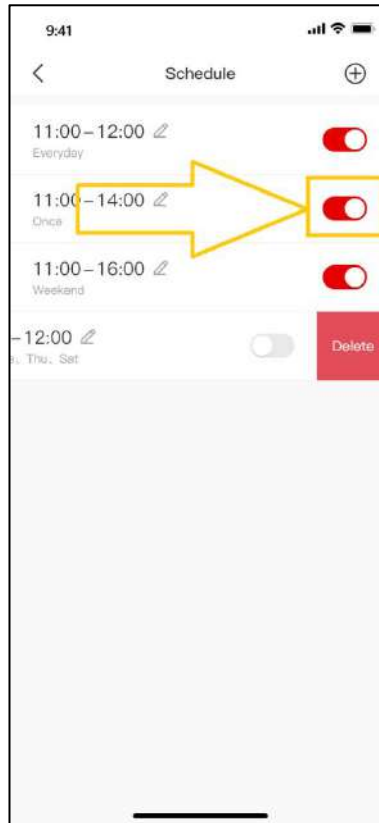 9:41
Schedule
11:00–12:00
Everyday
11:00–14:00
Once
11:00–16:00
Weekend
–12:00
Thu、Sat
Delete